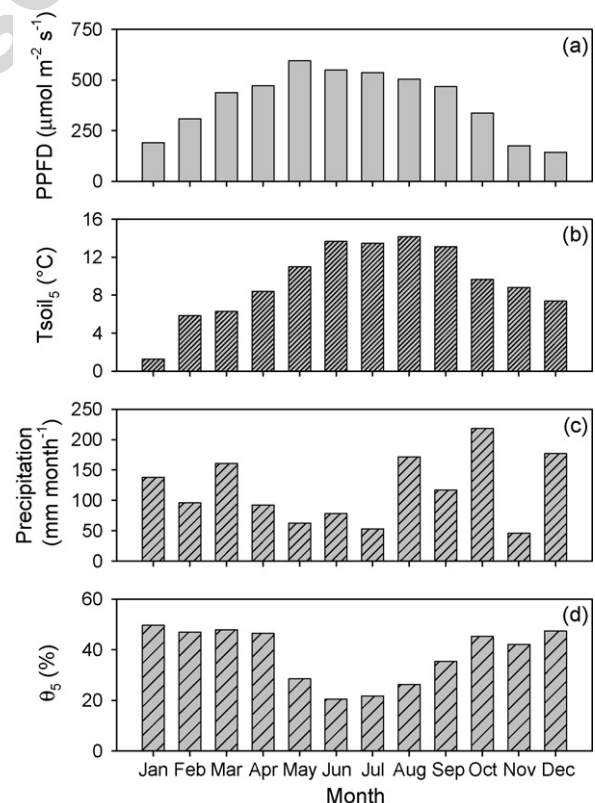 750
500
250
0
PPFD (μmol m⁻² s⁻¹)
(a)
16
12
8
4
0
Tsoil₅ (°C)
(b)
250
200
150
100
50
0
Precipitation
(mm month⁻¹)
(c)
60
40
20
0
θ₅ (%)
(d)
Jan Feb Mar Apr May Jun Jul Aug Sep Oct Nov Dec
Month